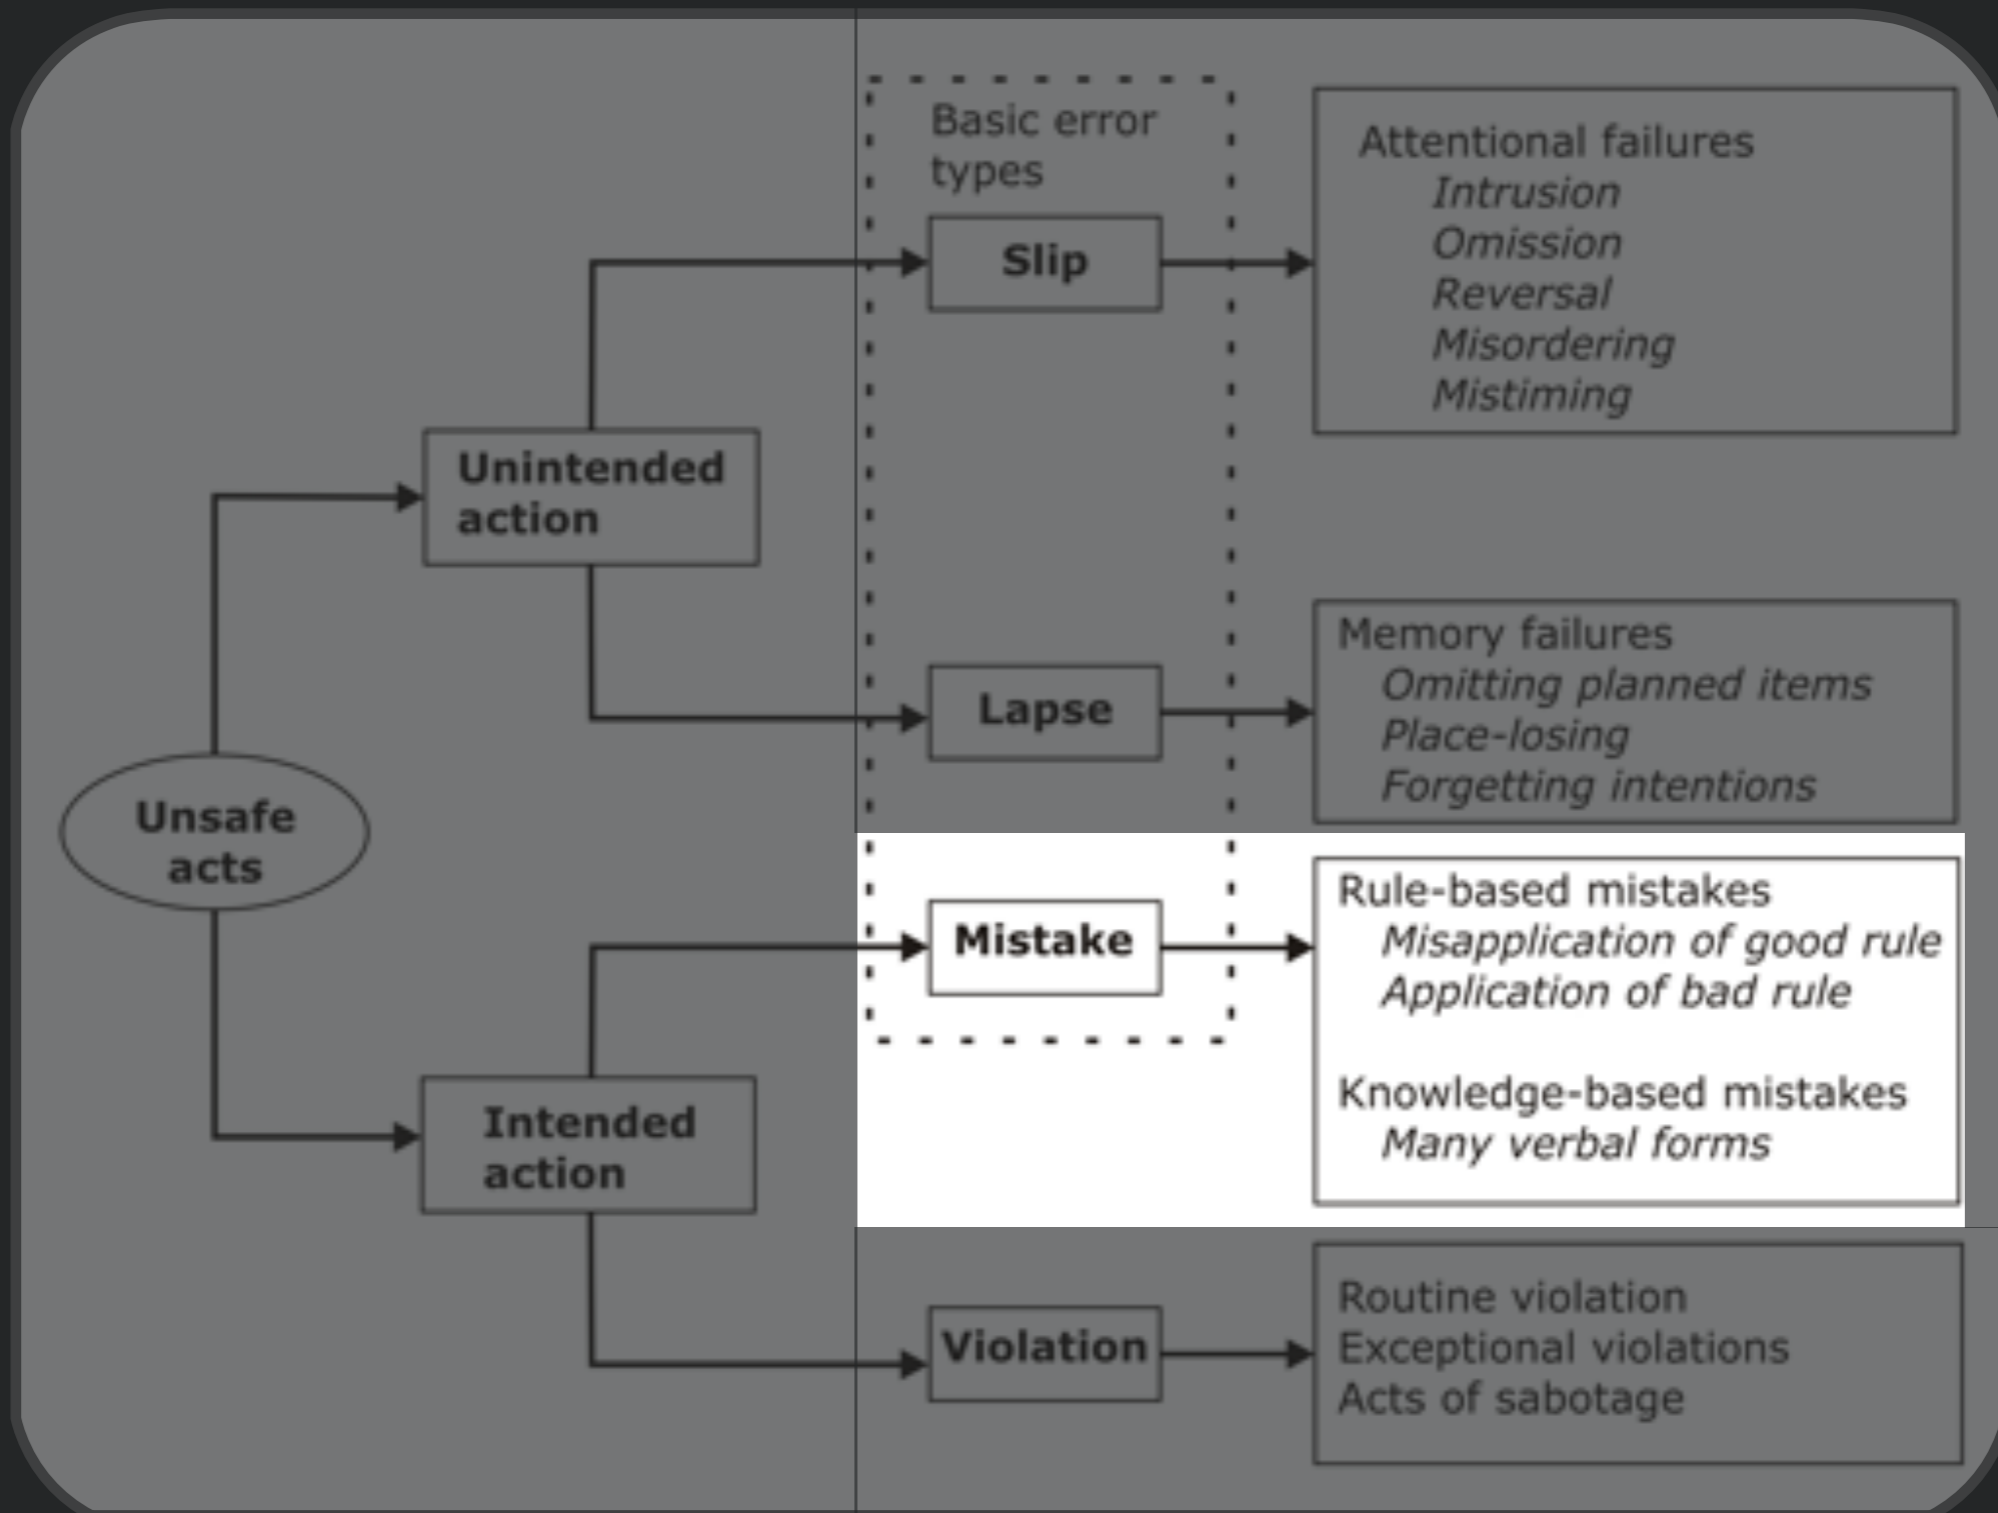 Basic error
types
Slip
Attentional failures
Intrusion
Omission
Reversal
Misordering
Mistiming
Unintended
action
Lapse
Memory failures
Omitting planned items
Place-losing
Forgetting intentions
Unsafe
acts
Mistake
Rule-based mistakes
Misapplication of good rule
Application of bad rule
Knowledge-based mistakes
Many verbal forms
Intended
action
Violation
Routine violation
Exceptional violations
Acts of sabotage